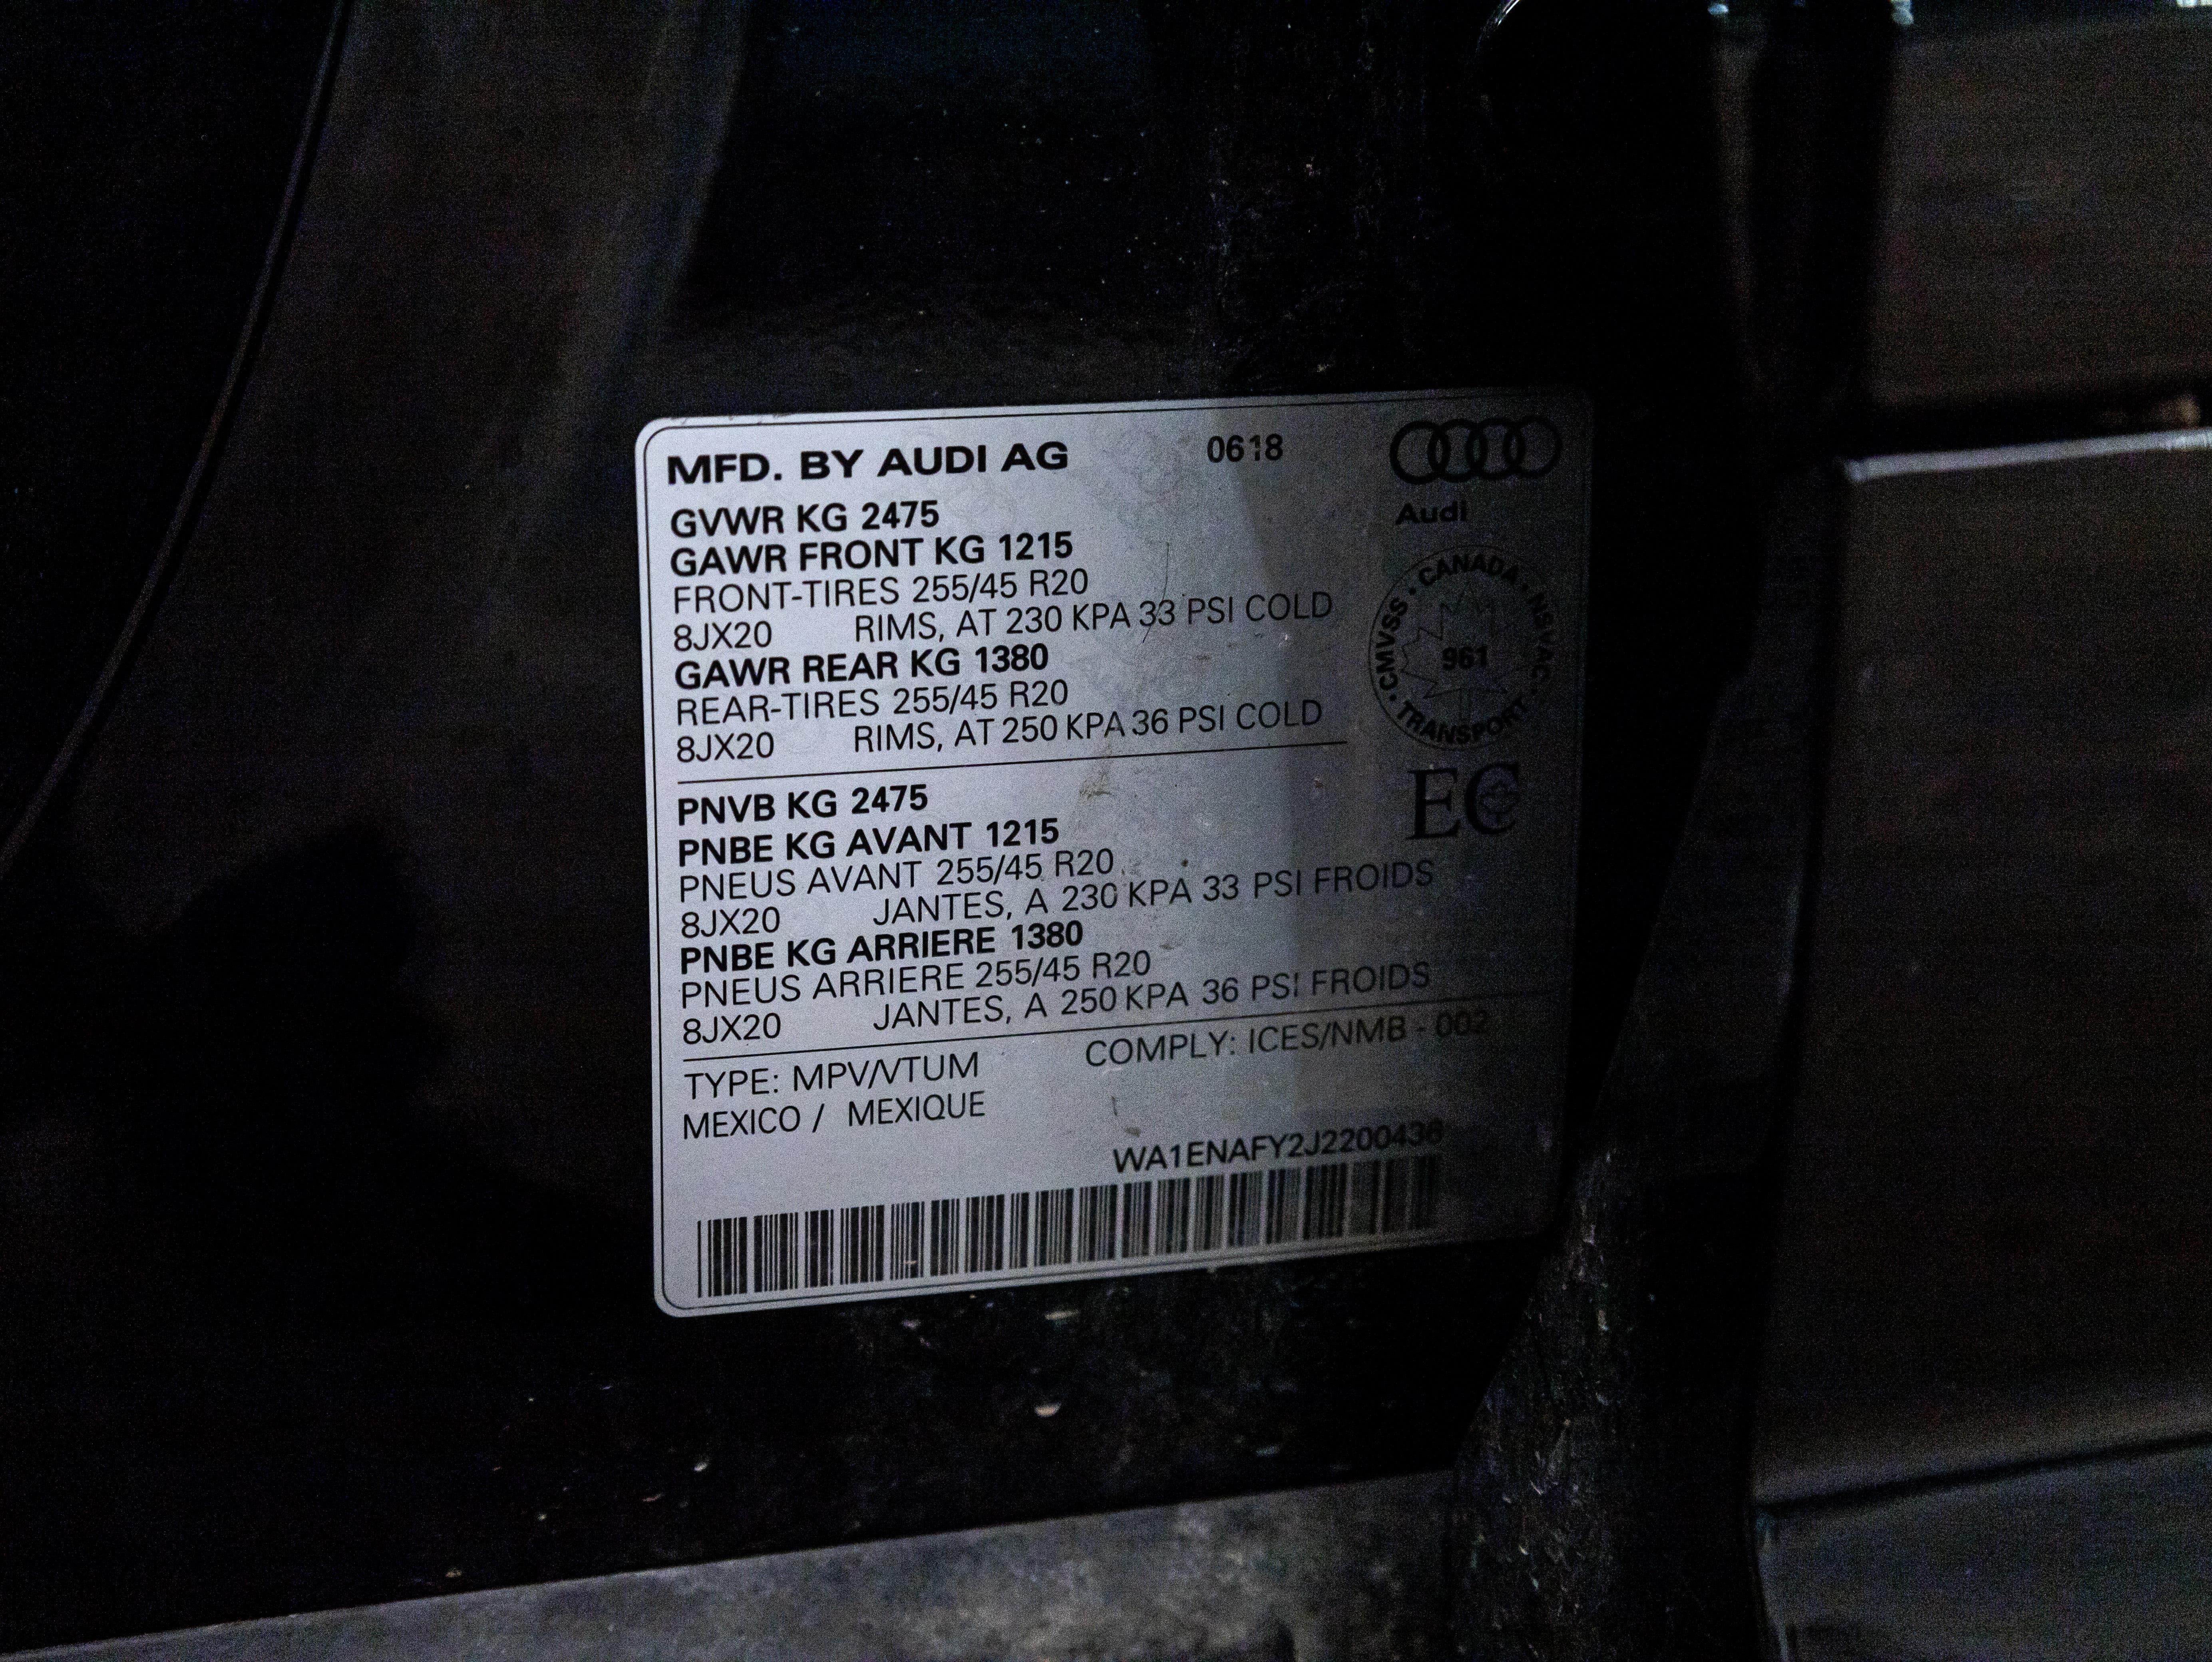 MFD. BY AUDI AG 0618
Audi
GVWR KG 2475
GAWR FRONT KG 1215
FRONT-TIRES 255/45 R20
8JX20 RIMS, AT 230 KPA 33 PSI COLD
GAWR REAR KG 1380
REAR-TIRES 255/45 R20
8JX20 RIMS, AT 250 KPA 36 PSI COLD
CANADA · NSVAC · TRANSPORT · CMVSS ·
961
EC
PNVB KG 2475
PNBE KG AVANT 1215
PNEUS AVANT 255/45 R20
8JX20 JANTES, A 230 KPA 33 PSI FROIDS
PNBE KG ARRIERE 1380
PNEUS ARRIERE 255/45 R20
8JX20 JANTES, A 250 KPA 36 PSI FROIDS
TYPE: MPV/VTUM COMPLY: ICES/NMB - 002
MEXICO / MEXIQUE
WA1ENAFY2J2200436